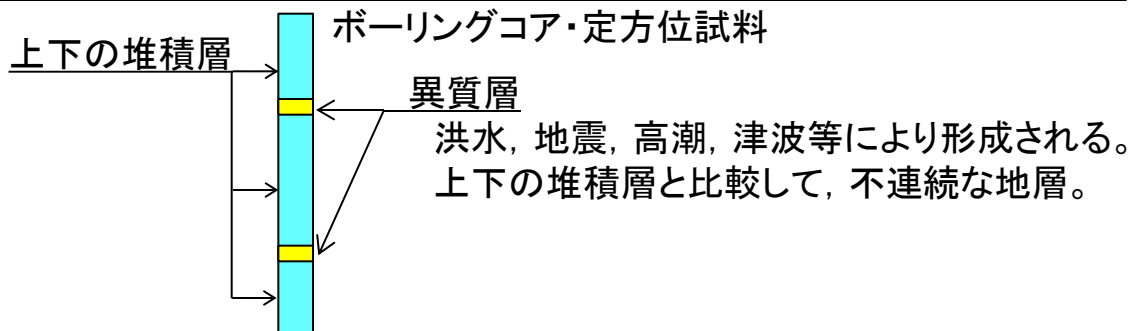 ボーリングコア・定方位試料
上下の堆積層
異質層
洪水, 地震, 高潮, 津波等により形成される。
上下の堆積層と比較して, 不連続な地層。